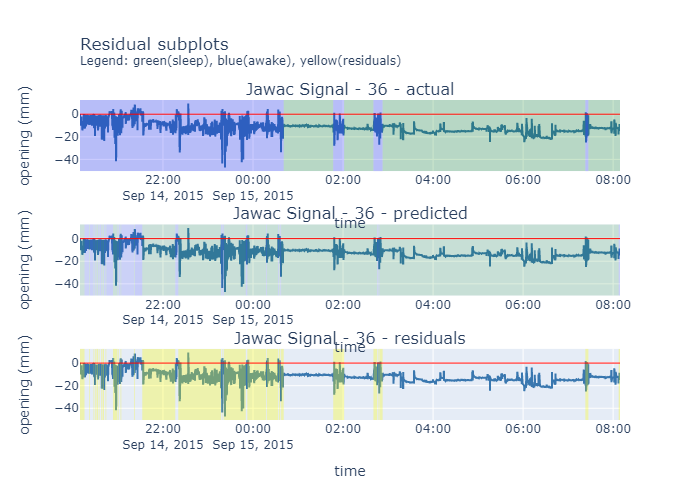 Residual subplots
Legend: green(sleep), blue(awake), yellow(residuals)
Jawac Signal - 36 - actual
opening (mm)
0
−20
−40
22:00 00:00 02:00 04:00 06:00 08:00
Sep 14, 2015 Sep 15, 2015
time
Jawac Signal - 36 - predicted
opening (mm)
0
−20
−40
22:00 00:00 02:00 04:00 06:00 08:00
Sep 14, 2015 Sep 15, 2015
time
Jawac Signal - 36 - residuals
opening (mm)
0
−20
−40
22:00 00:00 02:00 04:00 06:00 08:00
Sep 14, 2015 Sep 15, 2015
time